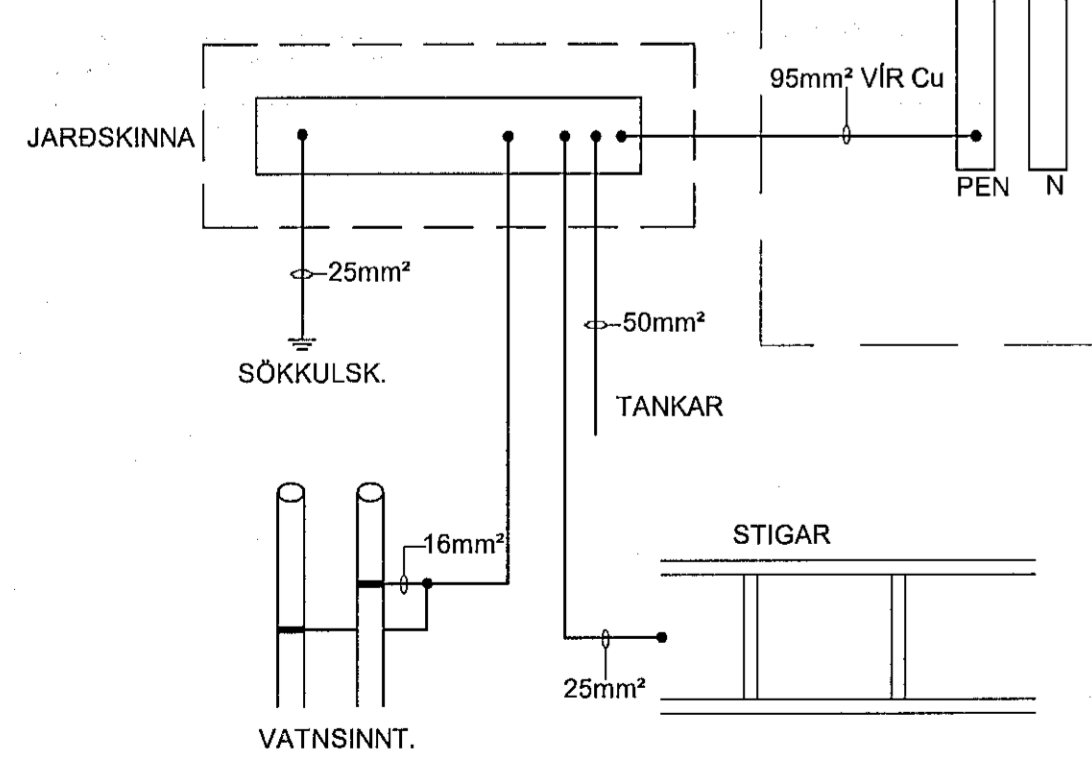 95mm² VÍR Cu
JARÐSKINNA
PEN
N
25mm²
50mm²
SÖKKULSK.
TANKAR
STIGAR
16mm²
25mm²
VATNSINNT.